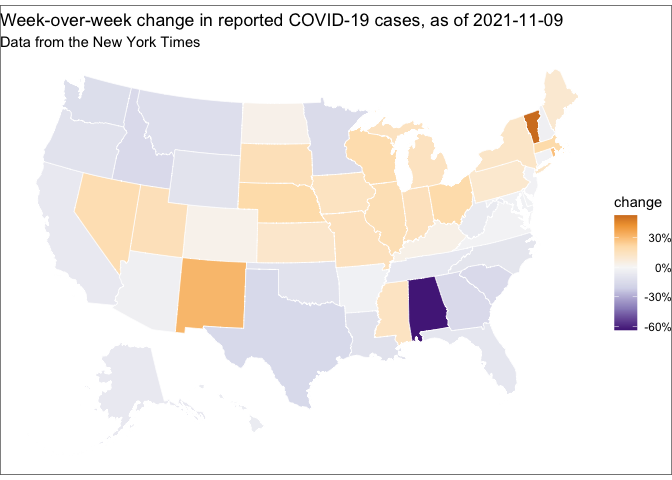 Week-over-week change in reported COVID-19 cases, as of 2021-11-09
Data from the New York Times
change
30%
0%
-30%
-60%